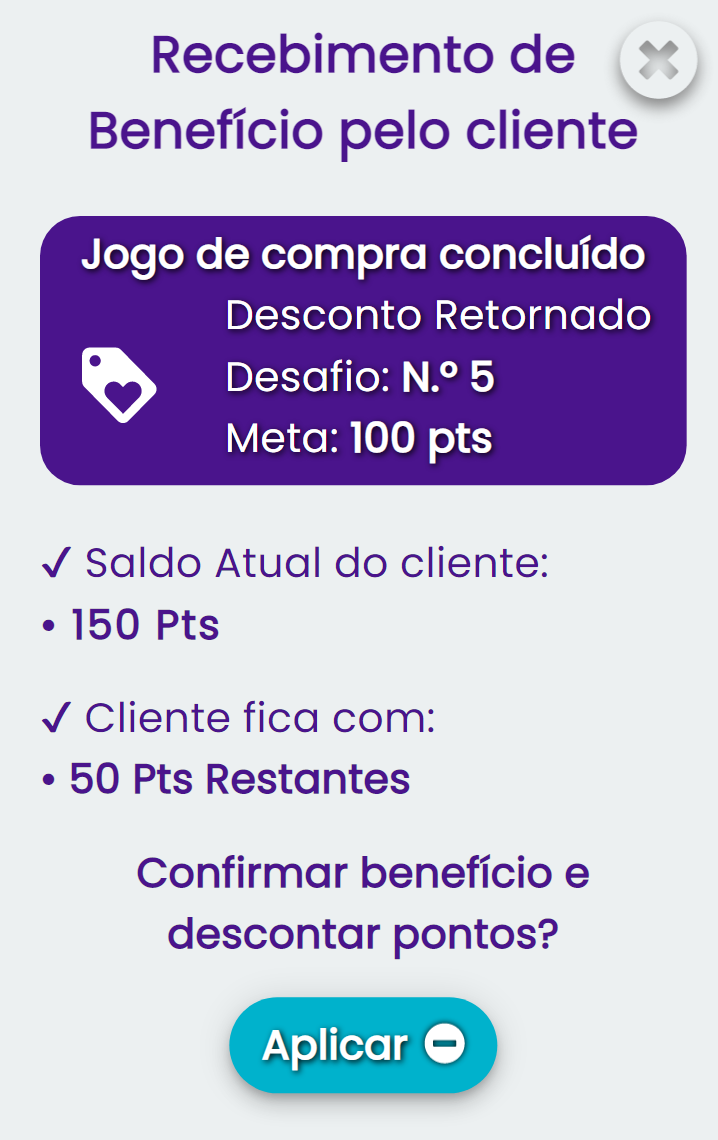 Recebimento de
Benefício pelo cliente
Jogo de compra concluído
Desconto Retornado
Desafio: N.º 5
Meta: 100 pts
✓ Saldo Atual do cliente:
• 150 Pts
✓ Cliente fica com:
• 50 Pts Restantes
Confirmar benefício e
descontar pontos?
Aplicar